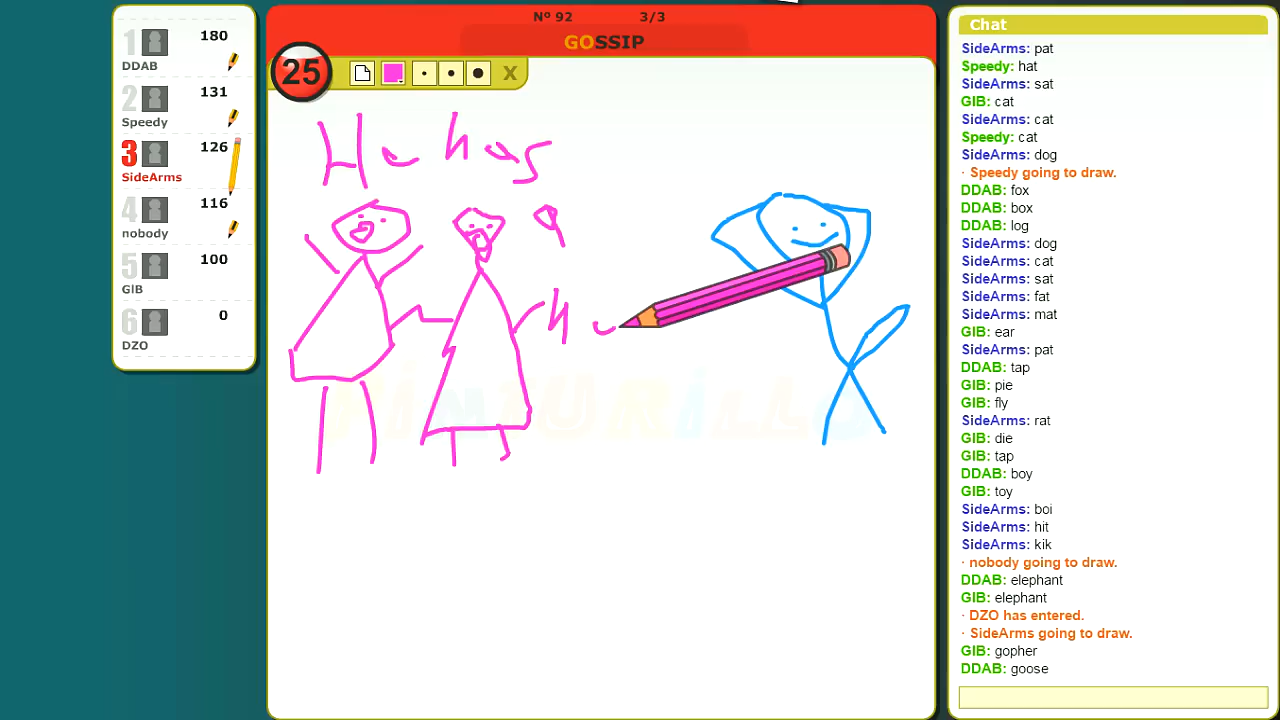 Nº 92 3/3
GOSSIP
25
X
1 180
DDAB
2 131
Speedy
3 126
SideArms
4 116
nobody
5 100
GIB
6 0
DZO
He has
Chat
SideArms: pat
Speedy: hat
SideArms: sat
GIB: cat
SideArms: cat
Speedy: cat
SideArms: dog
· Speedy going to draw.
DDAB: fox
DDAB: box
DDAB: log
SideArms: dog
SideArms: cat
SideArms: sat
SideArms: fat
SideArms: mat
GIB: ear
SideArms: pat
DDAB: tap
GIB: pie
GIB: fly
SideArms: rat
GIB: die
GIB: tap
DDAB: boy
GIB: toy
SideArms: boi
SideArms: hit
SideArms: kik
· nobody going to draw.
DDAB: elephant
GIB: elephant
· DZO has entered.
· SideArms going to draw.
GIB: gopher
DDAB: goose